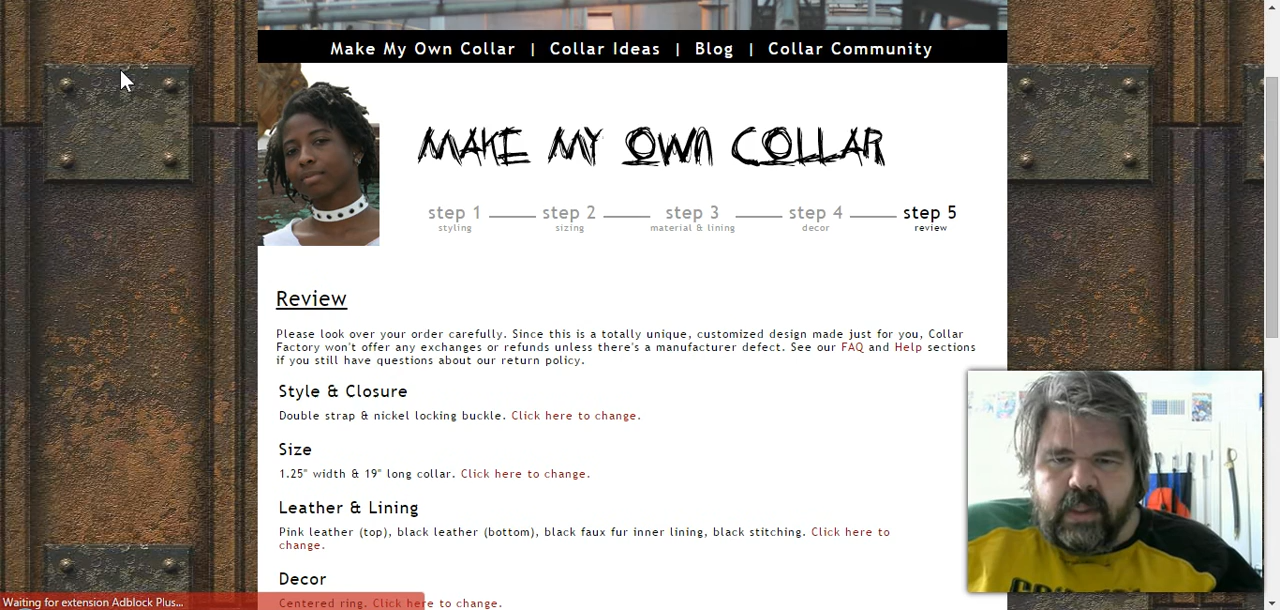 Make My Own Collar | Collar Ideas | Blog | Collar Community
MAKE MY OWN COLLAR
step 1 step 2 step 3 step 4 step 5
styling sizing material & lining decor review
Review
Please look over your order carefully. Since this is a totally unique, customized design made just for you, Collar
Factory won't offer any exchanges or refunds unless there's a manufacturer defect. See our FAQ and Help sections
if you still have questions about our return policy.
Style & Closure
Double strap & nickel locking buckle. Click here to change.
Size
1.25" width & 19" long collar. Click here to change.
Leather & Lining
Pink leather (top), black leather (bottom), black faux fur inner lining, black stitching. Click here to
change.
Decor
Centered ring. Click here to change.
Waiting for extension Adblock Plus...